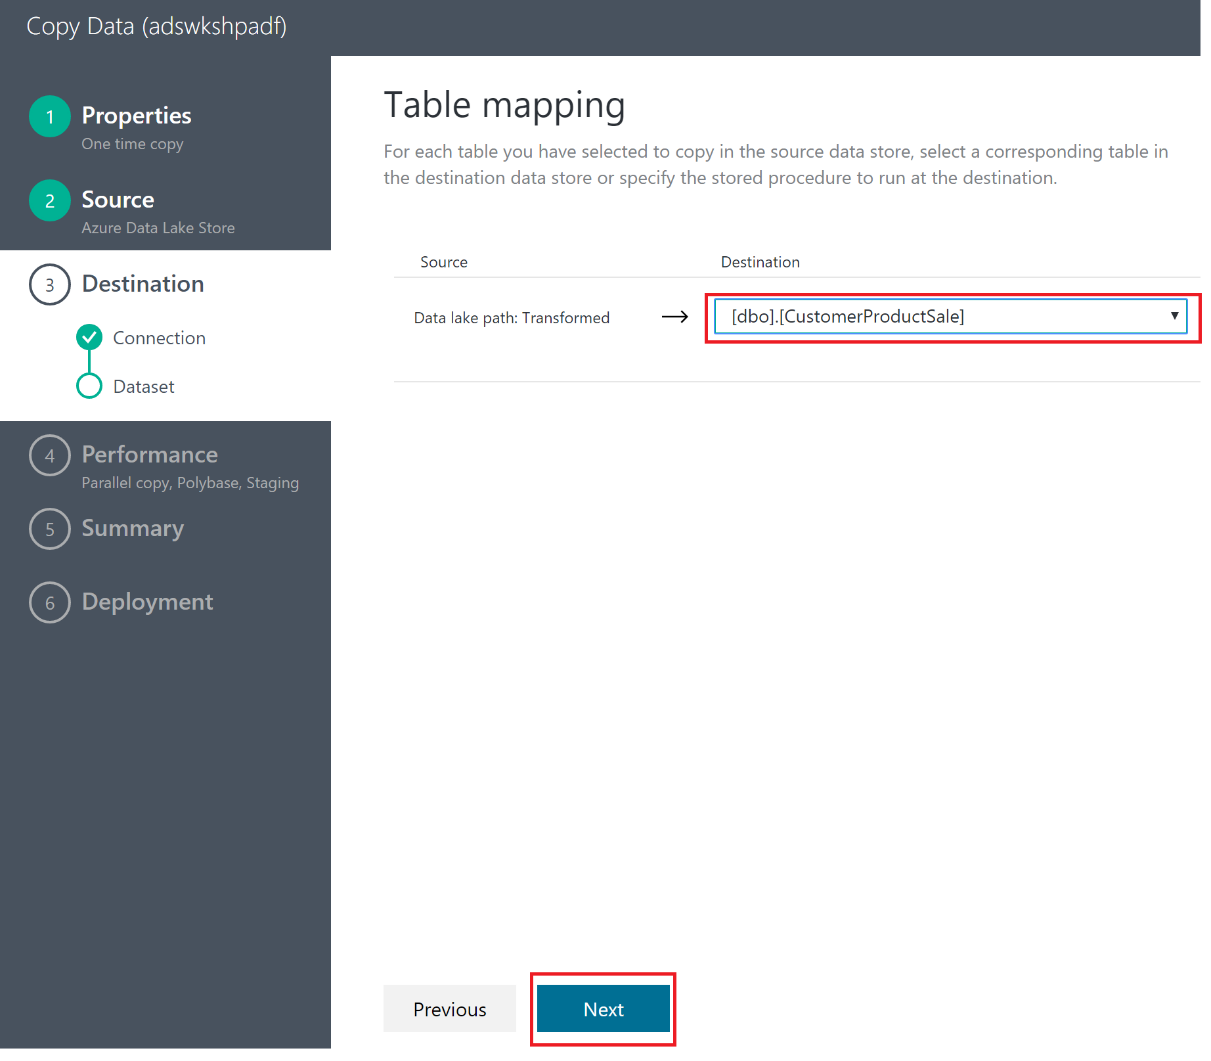 Copy Data (adswkshpadf)
1 Properties
One time copy
2 Source
Azure Data Lake Store
3 Destination
Connection
Dataset
4 Performance
Parallel copy, Polybase, Staging
5 Summary
6 Deployment
Table mapping
For each table you have selected to copy in the source data store, select a corresponding table in
the destination data store or specify the stored procedure to run at the destination.
Source Destination
Data lake path: Transformed → [dbo].[CustomerProductSale]
Previous Next